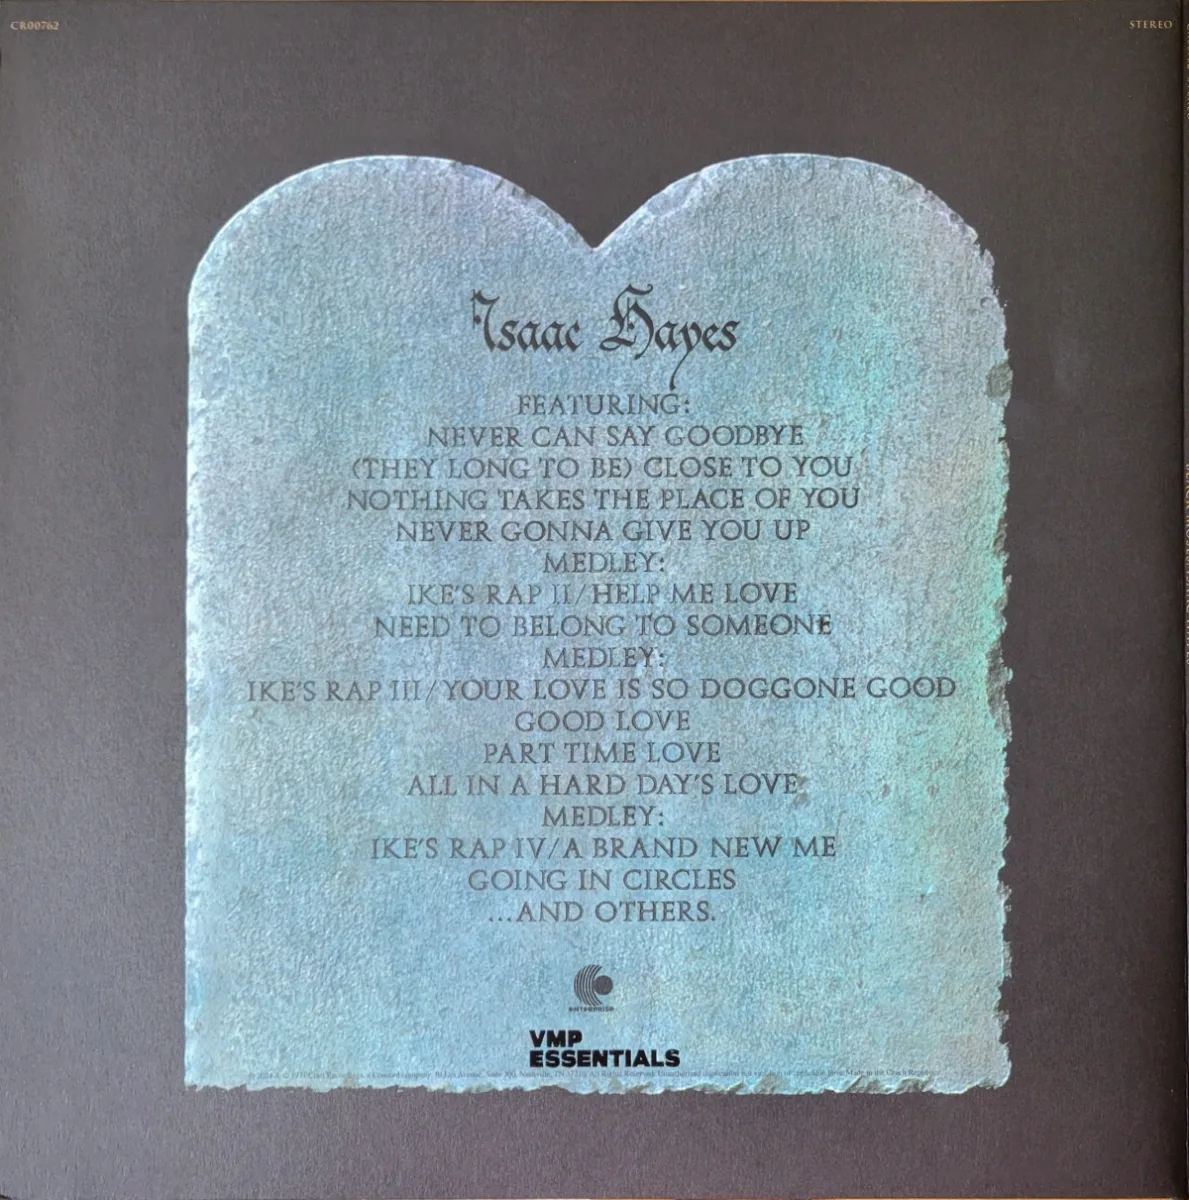 CR00762
STEREO
Isaac Hayes
FEATURING:
NEVER CAN SAY GOODBYE
(THEY LONG TO BE) CLOSE TO YOU
NOTHING TAKES THE PLACE OF YOU
NEVER GONNA GIVE YOU UP
MEDLEY:
IKE'S RAP II/HELP ME LOVE
NEED TO BELONG TO SOMEONE
MEDLEY:
IKE'S RAP III/YOUR LOVE IS SO DOGGONE GOOD
GOOD LOVE
PART TIME LOVE
ALL IN A HARD DAY'S LOVE
MEDLEY:
IKE'S RAP IV/A BRAND NEW ME
GOING IN CIRCLES
...AND OTHERS.
ENTERPRISE
VMP
ESSENTIALS